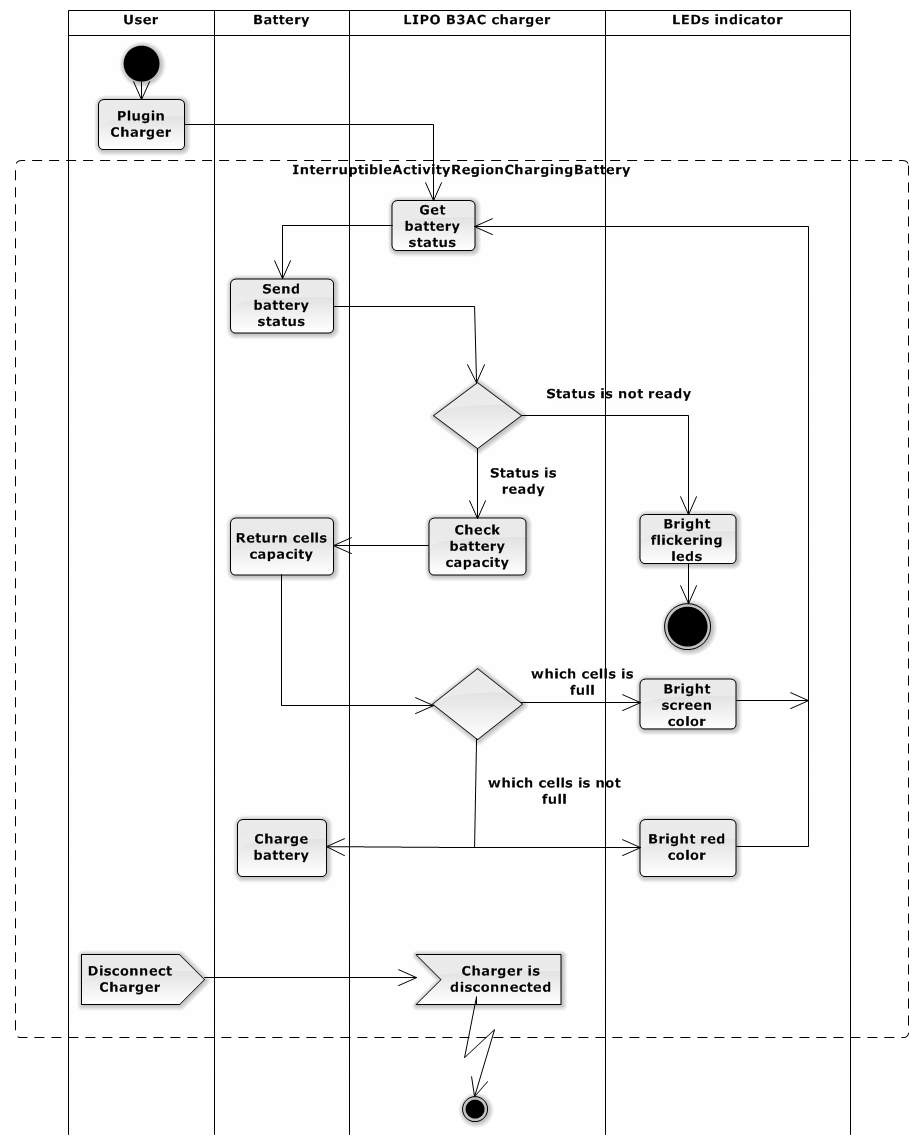 User
Battery
LIPO B3AC charger
LEDs indicator
Plugin
Charger
InterruptibleActivityRegionChargingBattery
Get
battery
status
Send
battery
status
Status is not ready
Status is
ready
Return cells
capacity
Check
battery
capacity
Bright
flickering
leds
which cells is
full
Bright
screen
color
which cells is not
full
Charge
battery
Bright red
color
Disconnect
Charger
Charger is
disconnected